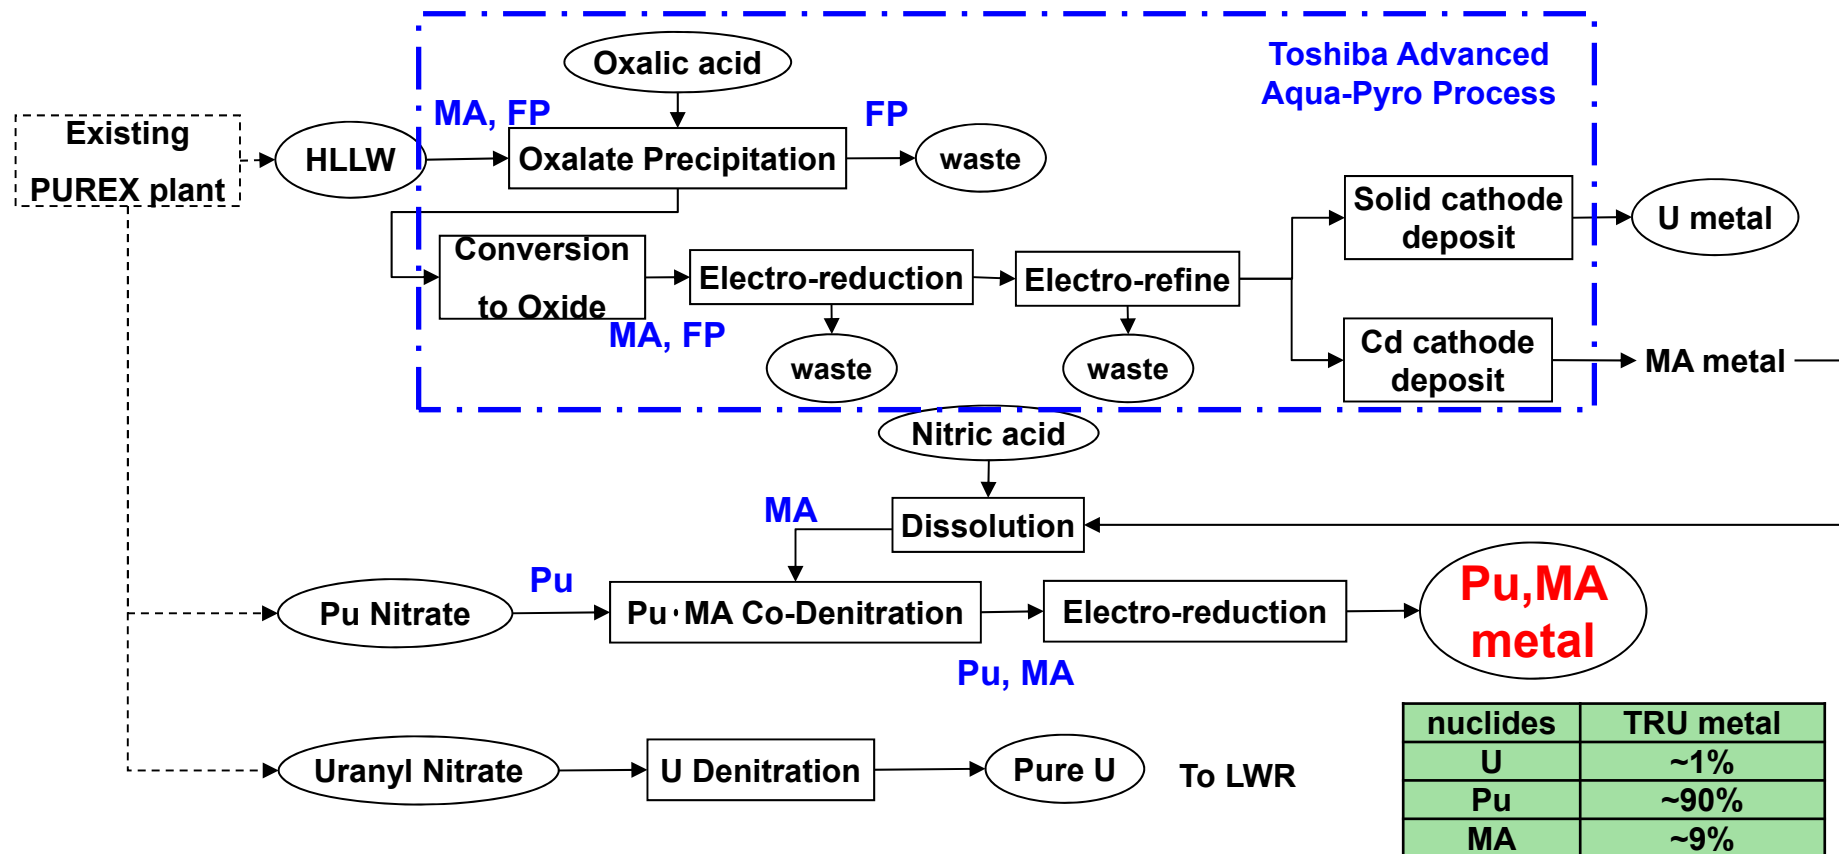 Toshiba Advanced
Aqua-Pyro Process
Oxalic acid
MA, FP
FP
Existing
PUREX plant
HLLW
Oxalate Precipitation
waste
Solid cathode
deposit
U metal
Conversion
to Oxide
Electro-reduction
Electro-refine
MA, FP
waste
waste
Cd cathode
deposit
MA metal
Nitric acid
MA
Dissolution
Pu
Pu Nitrate
Pu·MA Co-Denitration
Electro-reduction
Pu,MA
metal
Pu, MA
Uranyl Nitrate
U Denitration
Pure U
To LWR
nuclides TRU metal
U ~1%
Pu ~90%
MA ~9%